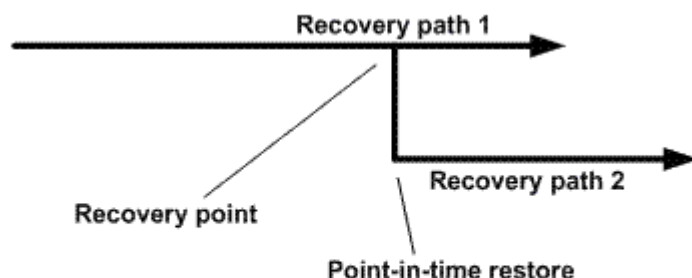 Recovery path 1
Recovery path 2
Recovery point
Point-in-time restore